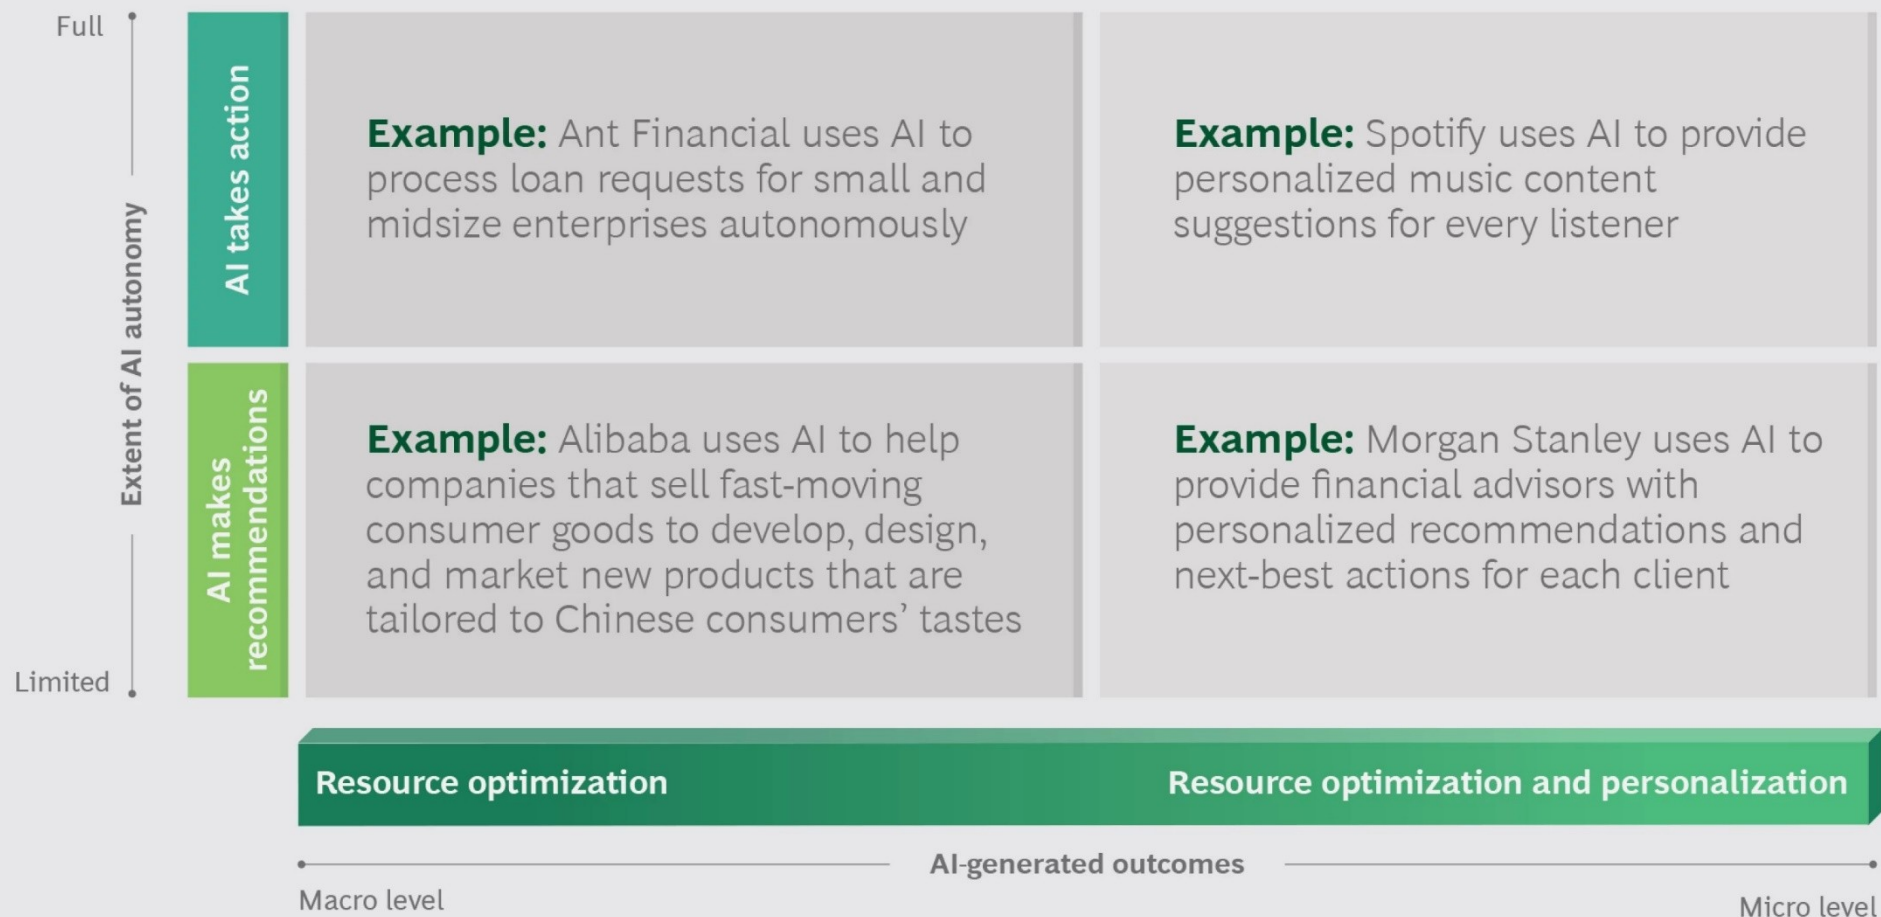 Full
Extent of AI autonomy
Limited
AI takes action
Example: Ant Financial uses AI to
process loan requests for small and
midsize enterprises autonomously
Example: Spotify uses AI to provide
personalized music content
suggestions for every listener
AI makes
recommendations
Example: Alibaba uses AI to help
companies that sell fast-moving
consumer goods to develop, design,
and market new products that are
tailored to Chinese consumers’ tastes
Example: Morgan Stanley uses AI to
provide financial advisors with
personalized recommendations and
next-best actions for each client
Resource optimization
Resource optimization and personalization
AI-generated outcomes
Macro level
Micro level